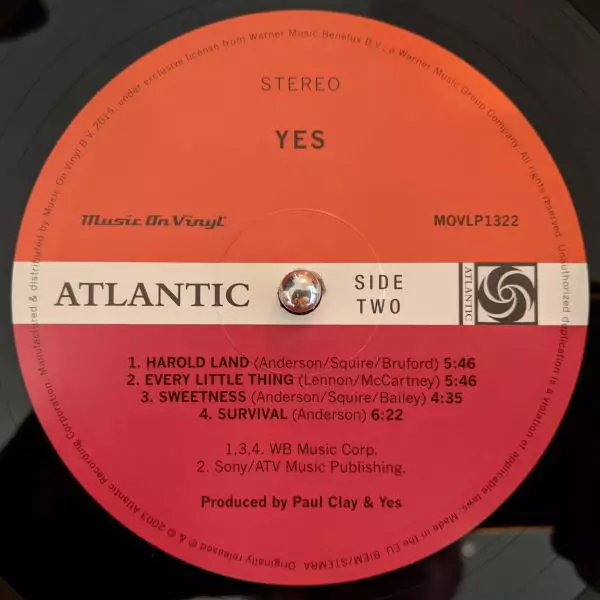 STEREO
YES
Music On Vinyl
MOVLP1322
ATLANTIC
SIDE
TWO
ATLANTIC
1. HAROLD LAND (Anderson/Squire/Bruford) 5:46
2. EVERY LITTLE THING (Lennon/McCartney) 5:46
3. SWEETNESS (Anderson/Squire/Bailey) 4:35
4. SURVIVAL (Anderson) 6:22
1,3,4. WB Music Corp.
2. Sony/ATV Music Publishing.
Produced by Paul Clay & Yes
Originally released ℗ & © 2003 Atlantic Recording Corporation. Manufactured & distributed by Music On Vinyl B.V. 2015, under exclusive license from Warner Music Benelux B.V., a Warner Music Group Company. All rights reserved. Unauthorized duplication is a violation of applicable laws. Made in the EU. BIEM/STEMRA.